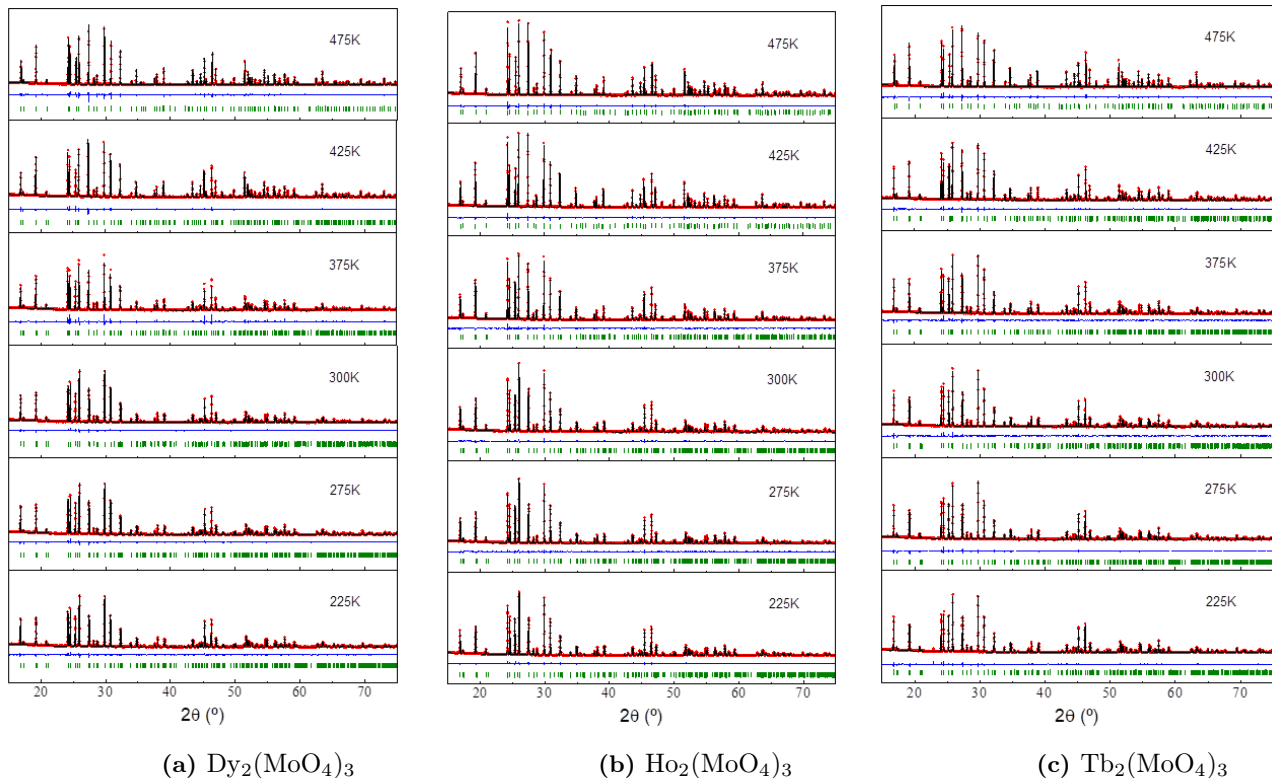 475K
425K
375K
300K
275K
225K
20 30 40 50 60 70
2θ (º)
(a) Dy₂(MoO₄)₃
475K
425K
375K
300K
275K
225K
20 30 40 50 60 70
2θ (º)
(b) Ho₂(MoO₄)₃
475K
425K
375K
300K
275K
225K
20 30 40 50 60 70
2θ (º)
(c) Tb₂(MoO₄)₃